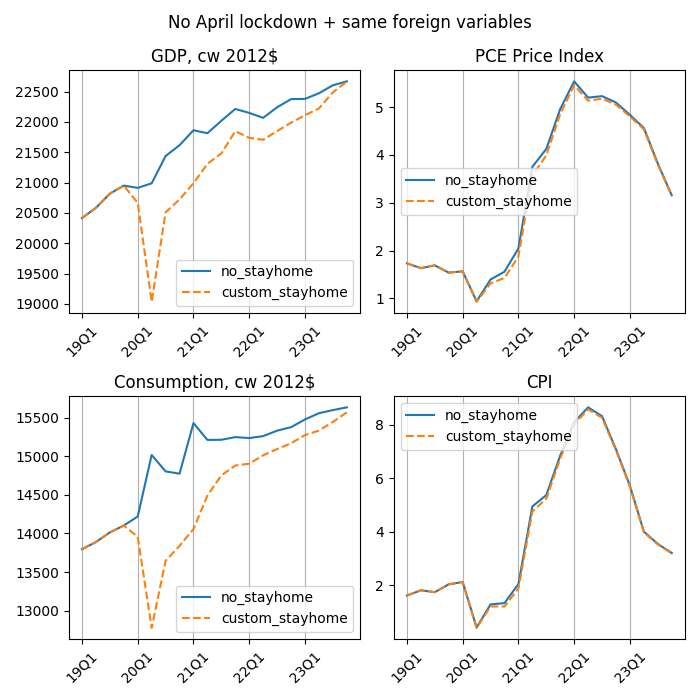 No April lockdown + same foreign variables
GDP, cw 2012$
22500
22000
21500
21000
20500
20000
19500
19000
no_stayhome
custom_stayhome
19Q1
20Q1
21Q1
22Q1
23Q1
PCE Price Index
5
4
3
2
1
no_stayhome
custom_stayhome
19Q1
20Q1
21Q1
22Q1
23Q1
Consumption, cw 2012$
15500
15000
14500
14000
13500
13000
no_stayhome
custom_stayhome
19Q1
20Q1
21Q1
22Q1
23Q1
CPI
8
6
4
2
no_stayhome
custom_stayhome
19Q1
20Q1
21Q1
22Q1
23Q1